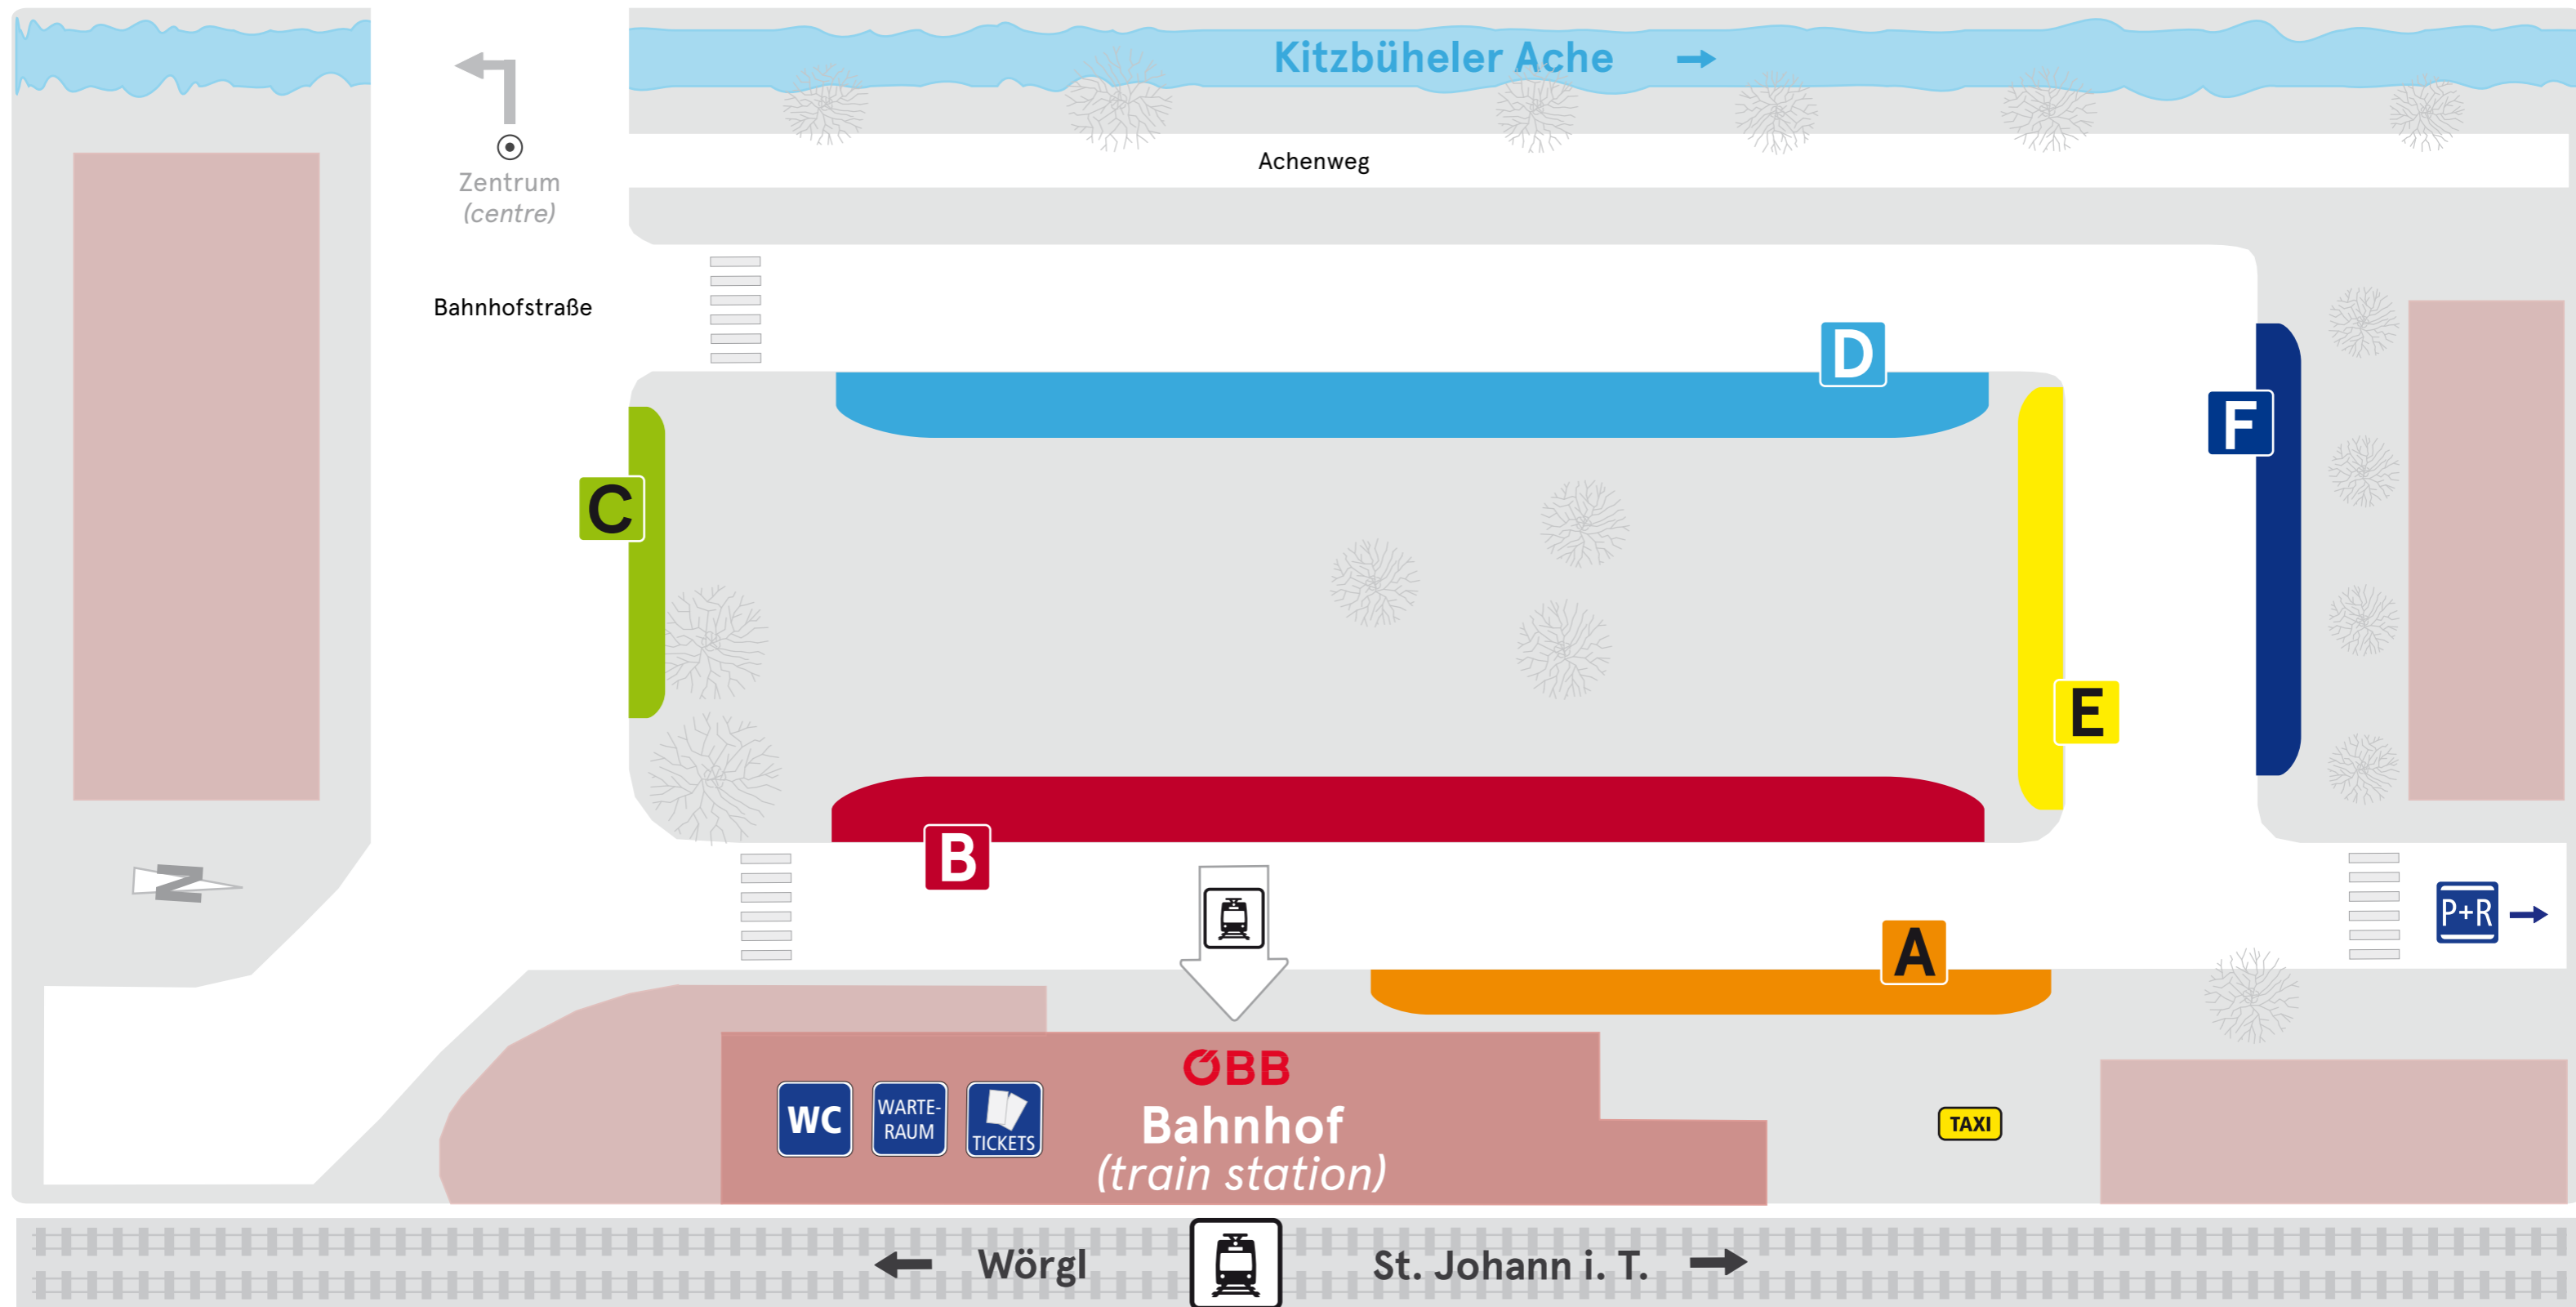 Kitzbüheler Ache
Achenweg
Zentrum
(centre)
Bahnhofstraße
D
F
C
E
B
N
A
P+R
ÖBB
Bahnhof
(train station)
WC
WARTE-
RAUM
TICKETS
TAXI
Wörgl
St. Johann i. T.